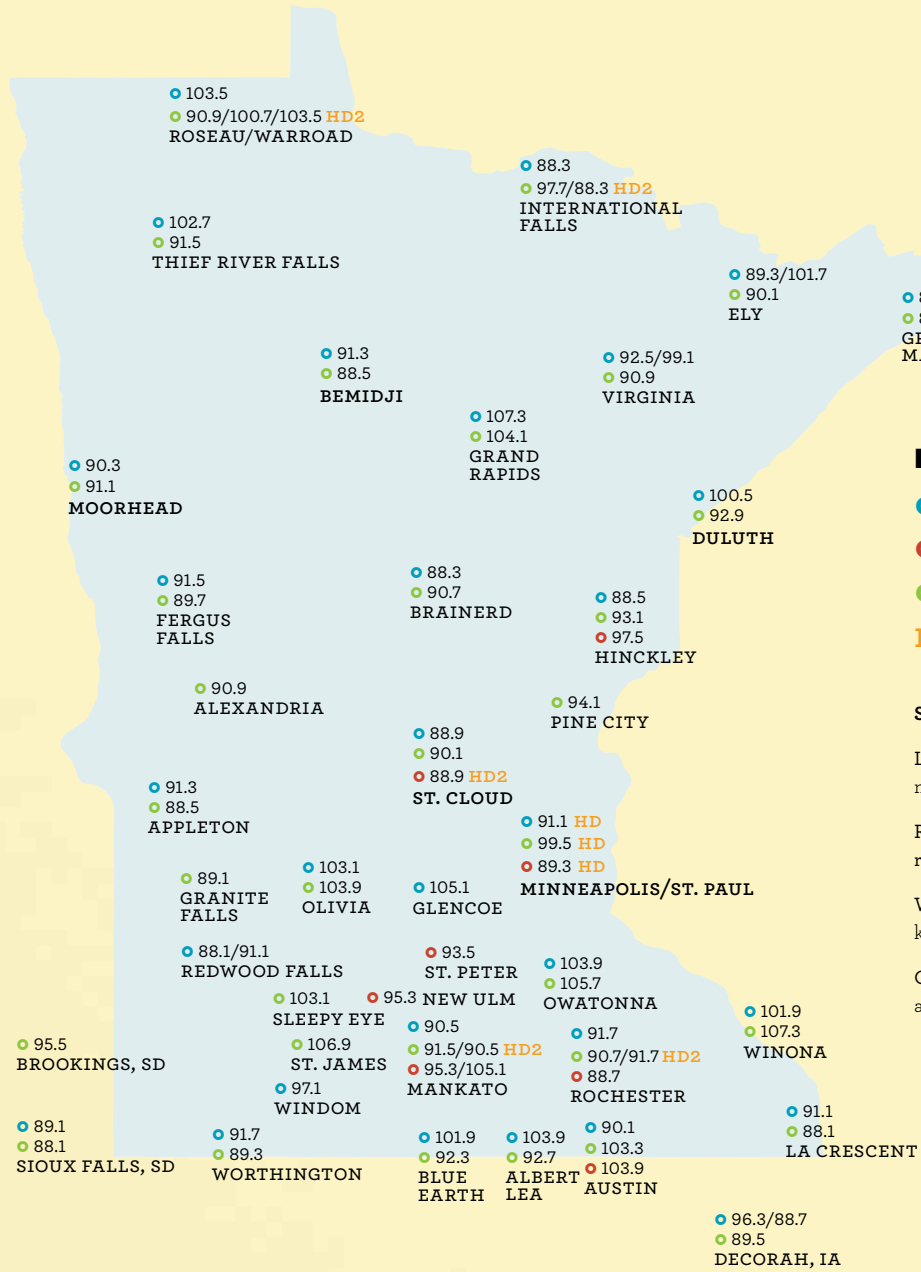 103.5
90.9/100.7/103.5 HD2
ROSEAU/WARROAD
88.3
97.7/88.3 HD2
INTERNATIONAL
FALLS
102.7
91.5
THIEF RIVER FALLS
89.3/101.7
90.1
ELY
91.3
88.5
BEMIDJI
92.5/99.1
90.9
VIRGINIA
107.3
104.1
GRAND
RAPIDS
90.3
91.1
MOORHEAD
100.5
92.9
DULUTH
91.5
89.7
FERGUS
FALLS
88.3
90.7
BRAINERD
88.5
93.1
97.5
HINCKLEY
90.9
ALEXANDRIA
94.1
PINE CITY
88.9
90.1
88.9 HD2
ST. CLOUD
91.3
88.5
APPLETON
91.1 HD
99.5 HD
89.3 HD
MINNEAPOLIS/ST. PAUL
89.1
GRANITE
FALLS
103.1
103.9
OLIVIA
105.1
GLENCOE
88.1/91.1
REDWOOD FALLS
93.5
ST. PETER
103.9
105.7
OWATONNA
103.1
SLEEPY EYE
95.3 NEW ULM
101.9
107.3
WINONA
95.5
BROOKINGS, SD
106.9
ST. JAMES
90.5
91.5/90.5 HD2
95.3/105.1
MANKATO
91.7
90.7/91.7 HD2
88.7
ROCHESTER
97.1
WINDOM
89.1
88.1
SIOUX FALLS, SD
91.7
89.3
WORTHINGTON
101.9
92.3
BLUE
EARTH
103.9
92.7
ALBERT
LEA
90.1
103.3
103.9
AUSTIN
91.1
88.1
LA CRESCENT
96.3/88.7
89.5
DECORAH, IA